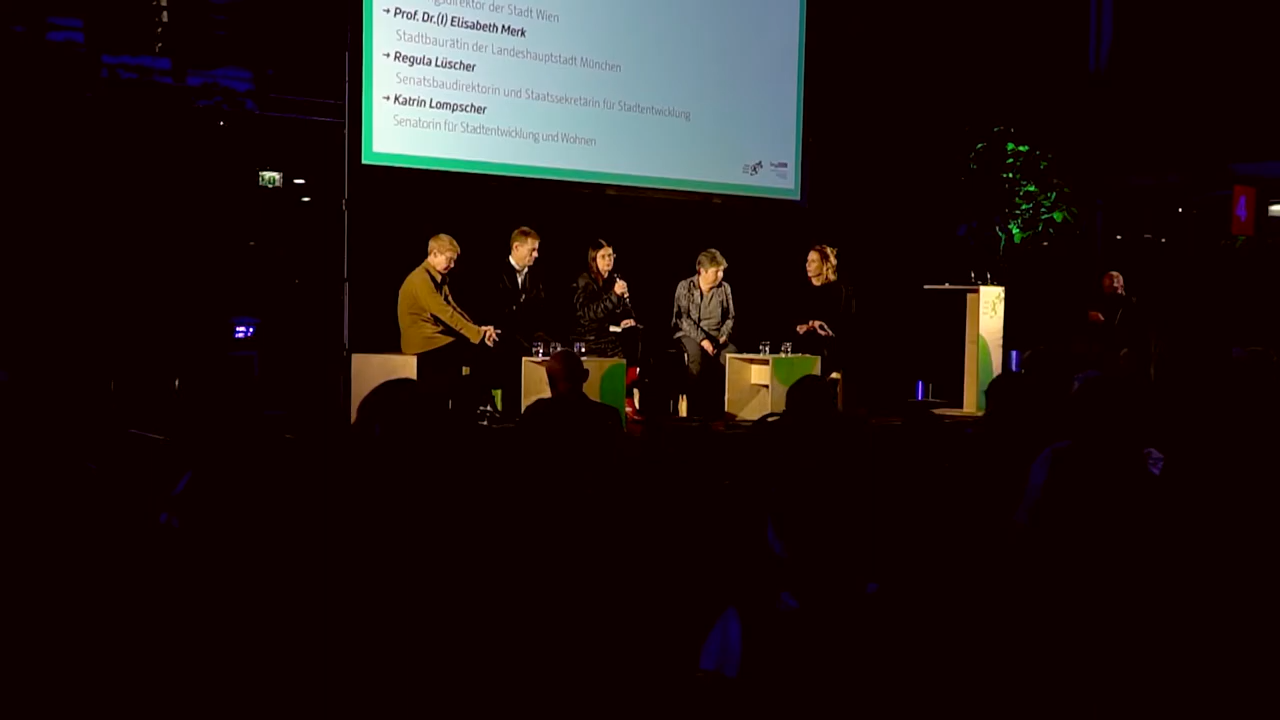 direktor der Stadt Wien
→ Prof. Dr.(I) Elisabeth Merk
Stadtbaurätin der Landeshauptstadt München
→ Regula Lüscher
Senatsbaudirektorin und Staatssekretärin für Stadtentwicklung
→ Katrin Lompscher
Senatorin für Stadtentwicklung und Wohnen
4